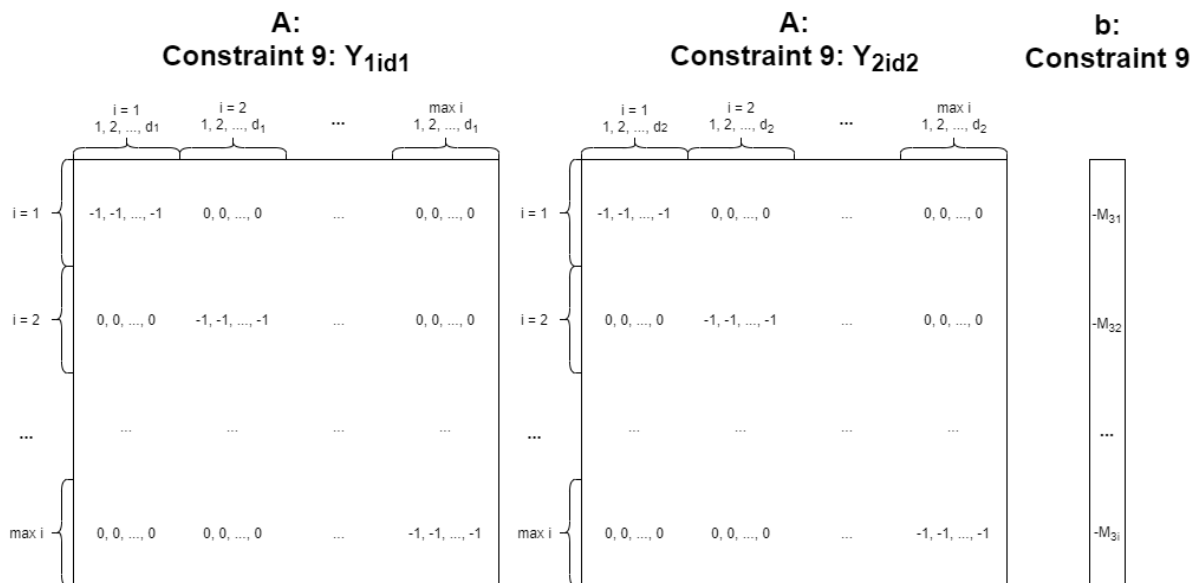 A:
Constraint 9: Y1id1
A:
Constraint 9: Y2id2
b:
Constraint 9
i = 1
1, 2, ..., d1
i = 2
1, 2, ..., d1
...
max i
1, 2, ..., d1
i = 1
1, 2, ..., d2
i = 2
1, 2, ..., d2
...
max i
1, 2, ..., d2
i = 1
-1, -1, ..., -1
0, 0, ..., 0
...
0, 0, ..., 0
i = 1
-1, -1, ..., -1
0, 0, ..., 0
...
0, 0, ..., 0
-M31
i = 2
0, 0, ..., 0
-1, -1, ..., -1
...
0, 0, ..., 0
i = 2
0, 0, ..., 0
-1, -1, ..., -1
...
0, 0, ..., 0
-M32
...
...
...
...
...
...
...
...
...
...
...
max i
0, 0, ..., 0
0, 0, ..., 0
...
-1, -1, ..., -1
max i
0, 0, ..., 0
0, 0, ..., 0
...
-1, -1, ..., -1
-M3i